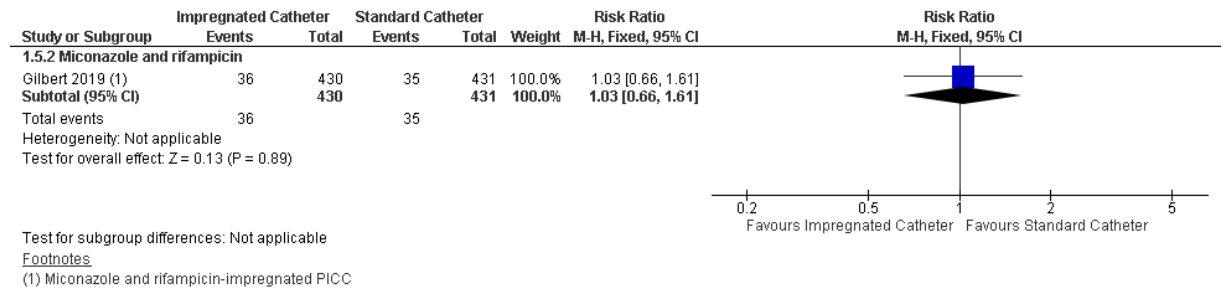 Impregnated Catheter Standard Catheter Risk Ratio Risk Ratio
Study or Subgroup Events Total Events Total Weight M-H, Fixed, 95% CI M-H, Fixed, 95% CI
1.5.2 Miconazole and rifampicin
Gilbert 2019 (1) 36 430 35 431 100.0% 1.03 [0.66, 1.61]
Subtotal (95% CI) 430 431 100.0% 1.03 [0.66, 1.61]
Total events 36 35
Heterogeneity: Not applicable
Test for overall effect: Z = 0.13 (P = 0.89)
0.2 0.5 1 2 5
Favours Impregnated Catheter Favours Standard Catheter
Test for subgroup differences: Not applicable
Footnotes
(1) Miconazole and rifampicin-impregnated PICC